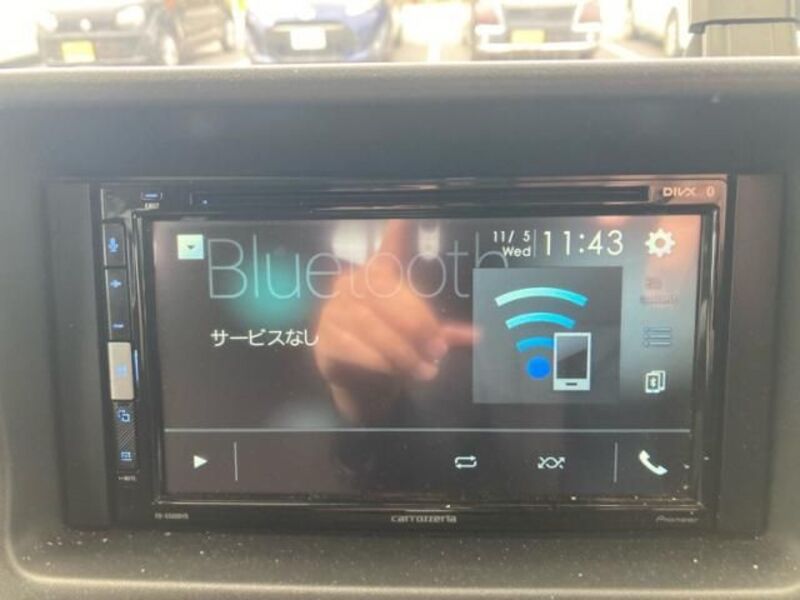 DIVX
Bluetooth
11/ 5
Wed
11:43
サービスなし
carrozzeria
Pioneer